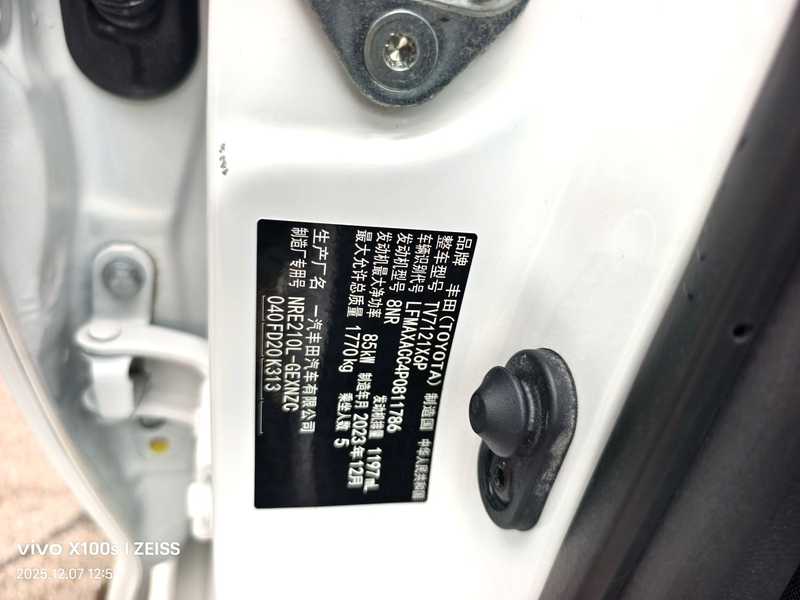 品牌 丰田(TOYOTA) 制造国 中华人民共和国
整车型号 TV7121X6P
车辆识别代号 LFMAXACC4P0811786
发动机型号 8NR 发动机排量 1197mL
发动机最大净功率 85kW 制造年月 2023年12月
最大允许总质量 1770kg 乘坐人数 5
生产厂名 一汽丰田汽车有限公司
制造厂专用号 NRE210L-GEXNZC
040FD20K313
vivo X100s | ZEISS
2025.12.07 12:5